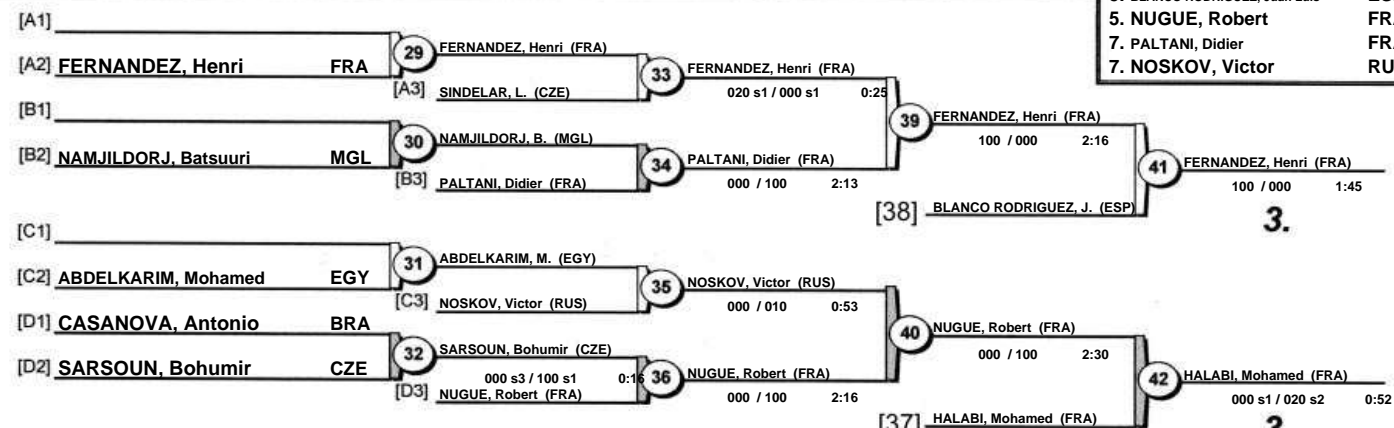 ESP
5. NUGUE, Robert FRA
7. PALTANI, Didier FRA
7. NOSKOV, Victor RUS
[A1]
29
FERNANDEZ, Henri (FRA)
[A2] FERNANDEZ, Henri FRA
33
FERNANDEZ, Henri (FRA)
[A3] SINDELAR, L. (CZE)
020 s1 / 000 s1 0:25
[B1]
39
FERNANDEZ, Henri (FRA)
100 / 000 2:16
30
NAMJILDORJ, B. (MGL)
[B2] NAMJILDORJ, Batsuuri MGL
34
PALTANI, Didier (FRA)
41
FERNANDEZ, Henri (FRA)
[B3] PALTANI, Didier (FRA)
000 / 100 2:13
100 / 000 1:45
[38] BLANCO RODRIGUEZ, J. (ESP)
3.
[C1]
31
ABDELKARIM, M. (EGY)
[C2] ABDELKARIM, Mohamed EGY
35
NOSKOV, Victor (RUS)
[C3] NOSKOV, Victor (RUS)
000 / 010 0:53
[D1] CASANOVA, Antonio BRA
40
NUGUE, Robert (FRA)
32
SARSOUN, Bohumir (CZE)
000 / 100 2:30
[D2] SARSOUN, Bohumir CZE
000 s3 / 100 s1 0:16
36
NUGUE, Robert (FRA)
42
HALABI, Mohamed (FRA)
[D3] NUGUE, Robert (FRA)
000 / 100 2:16
000 s1 / 020 s2 0:52
[37] HALABI, Mohamed (FRA)